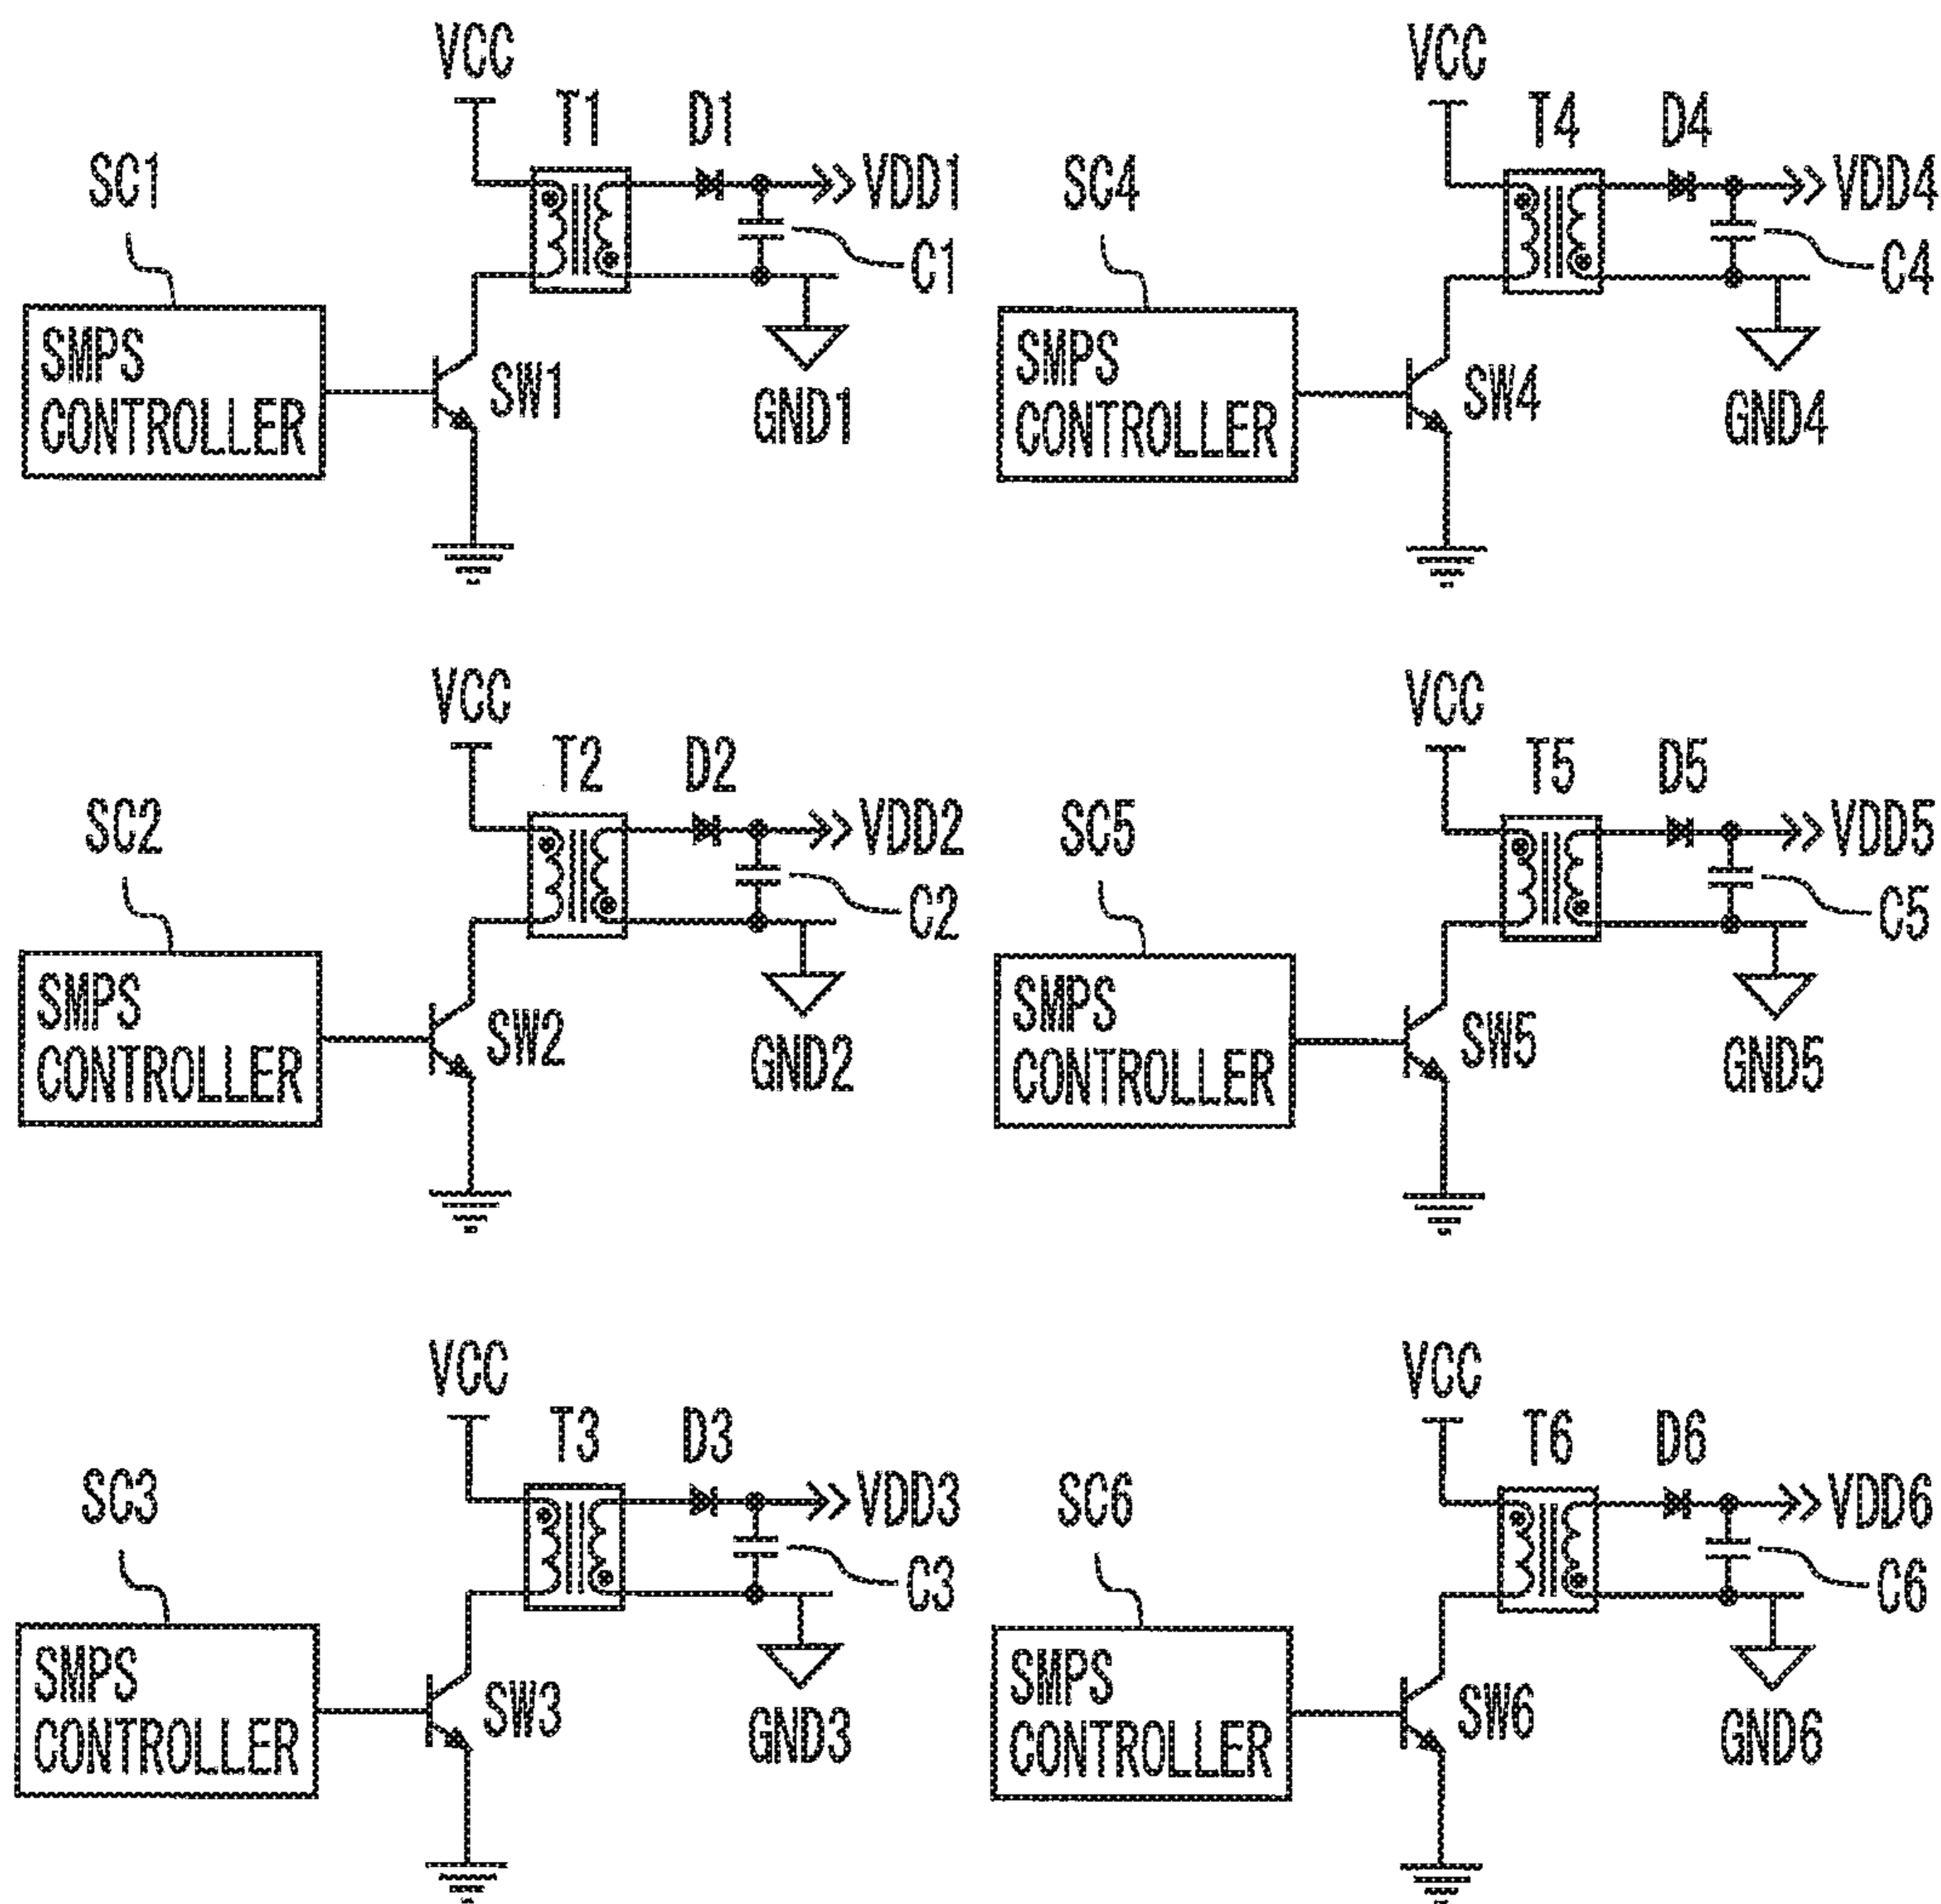 VCC
T1
D1
SC1
VDD1
C1
SMPS
CONTROLLER
SW1
GND1
VCC
T4
D4
SC4
VDD4
C4
SMPS
CONTROLLER
SW4
GND4
VCC
T2
D2
SC2
VDD2
C2
SMPS
CONTROLLER
SW2
GND2
VCC
T5
D5
SC5
VDD5
C5
SMPS
CONTROLLER
SW5
GND5
VCC
T3
D3
SC3
VDD3
C3
SMPS
CONTROLLER
SW3
GND3
VCC
T6
D6
SC6
VDD6
C6
SMPS
CONTROLLER
SW6
GND6